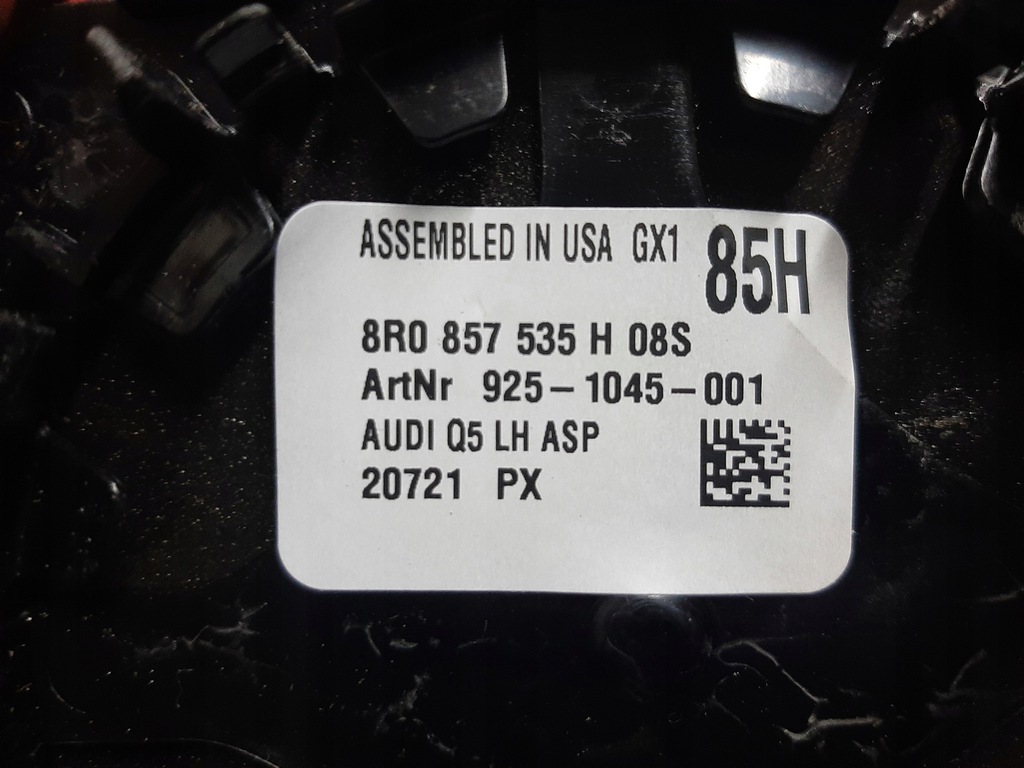 ASSEMBLED IN USA GX1 85H
8R0 857 535 H 08S
ArtNr 925-1045-001
AUDI Q5 LH ASP
20721 PX